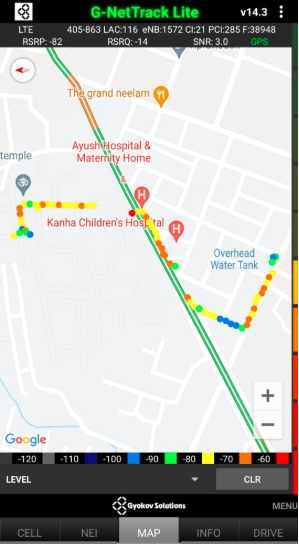 G-NetTrack Lite v14.3
LTE 405-863 LAC:116 eNB:1572 CI:21 PCI:285 F:38948
RSRP: -82 RSRQ: -14 SNR: 3.0 GPS
The grand neelam
Ayush Hospital &
Maternity Home
&
temple
Kanha Children's Hospital
Overhead
Water Tank
+
−
Google
-120 -110 -100 -90 -80 -70 -60
LEVEL CLR
Gyokov Solutions MENU
CELL NEI MAP INFO DRIVE